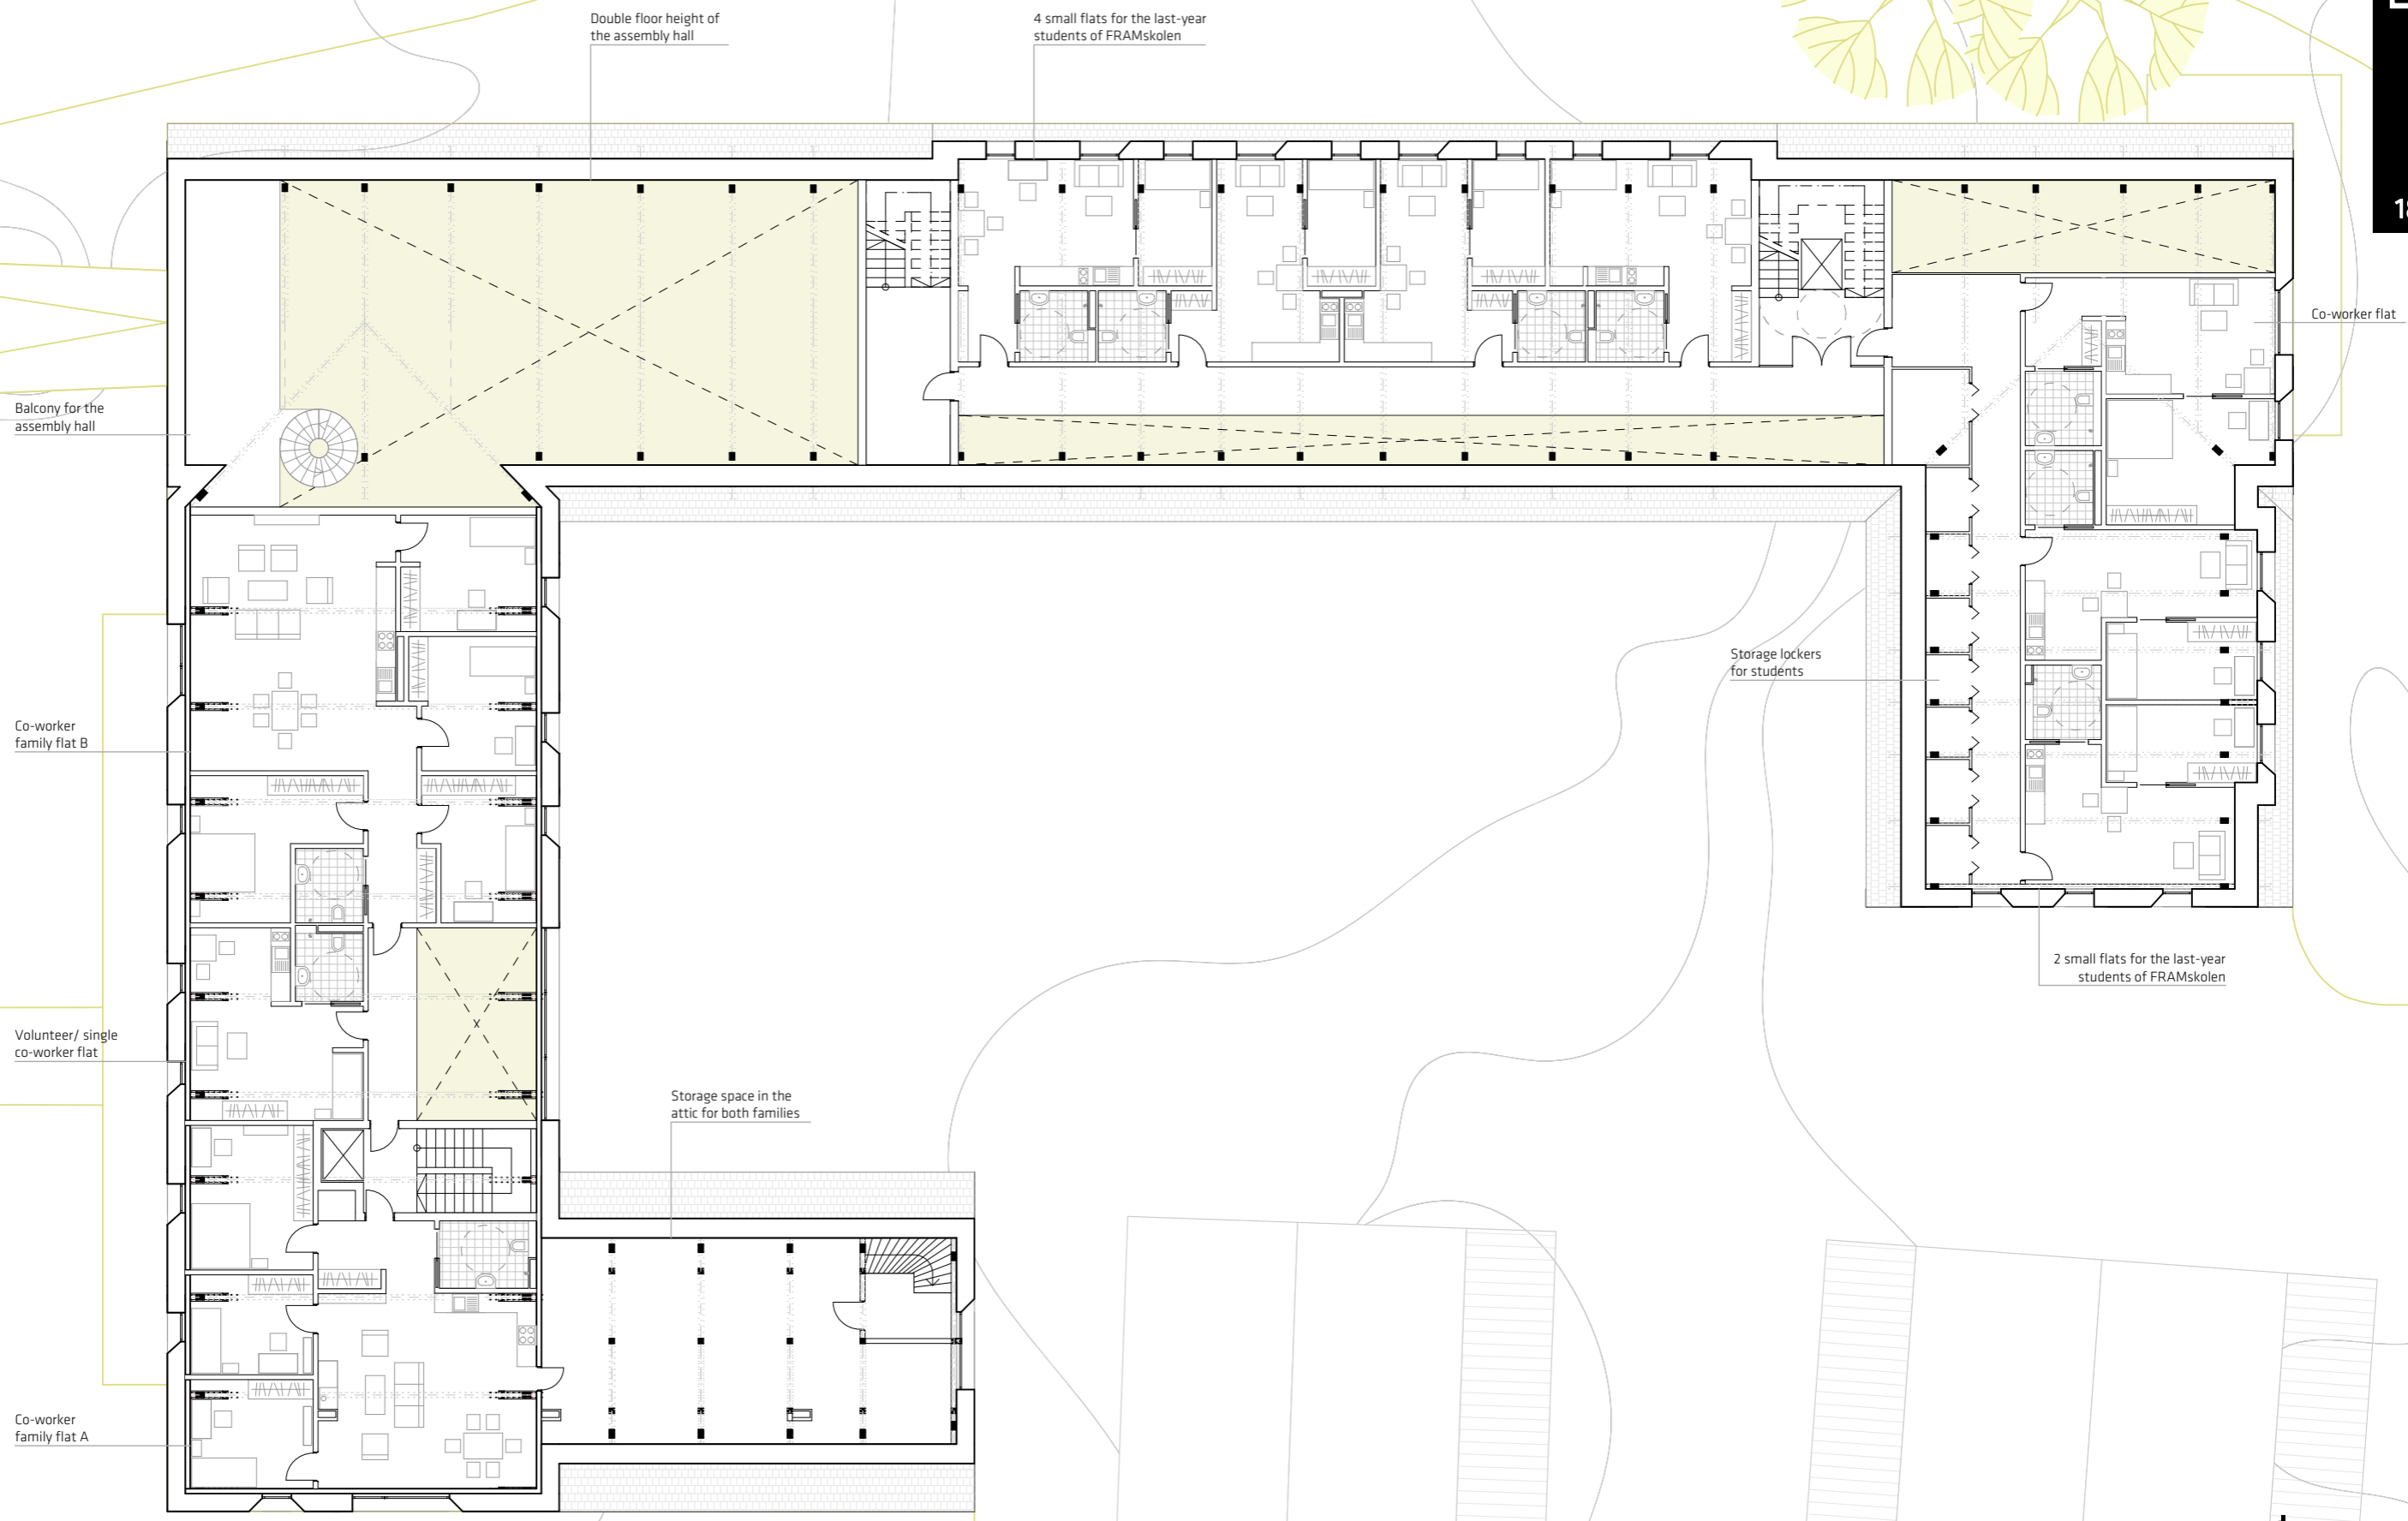 Double floor height of
the assembly hall
4 small flats for the last-year
students of FRAMskolen
18
Co-worker flat
Balcony for the
assembly hall
Storage lockers
for students
Co-worker
family flat B
2 small flats for the last-year
students of FRAMskolen
Volunteer/ single
co-worker flat
Storage space in the
attic for both families
Co-worker
family flat A